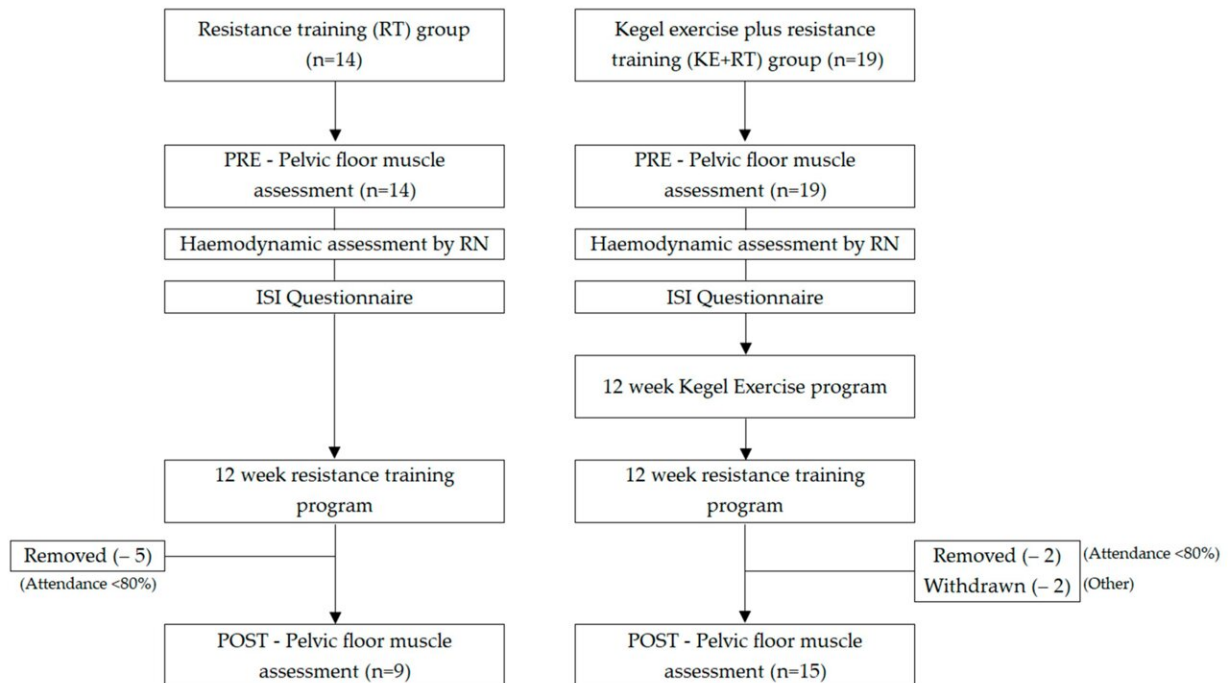 Resistance training (RT) group
(n=14)
PRE - Pelvic floor muscle
assessment (n=14)
Haemodynamic assessment by RN
ISI Questionnaire
12 week resistance training
program
Removed (– 5)
(Attendance <80%)
POST - Pelvic floor muscle
assessment (n=9)
Kegel exercise plus resistance
training (KE+RT) group (n=19)
PRE - Pelvic floor muscle
assessment (n=19)
Haemodynamic assessment by RN
ISI Questionnaire
12 week Kegel Exercise program
12 week resistance training
program
Removed (– 2) (Attendance <80%)
Withdrawn (– 2) (Other)
POST - Pelvic floor muscle
assessment (n=15)